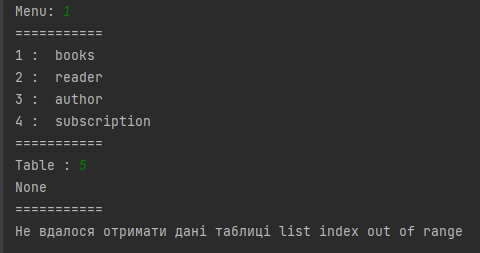 Menu: 1
===========
1 :  books
2 :  reader
3 :  author
4 :  subscription
===========
Table : 5
None
===========
Не вдалося отримати дані таблиці list index out of range